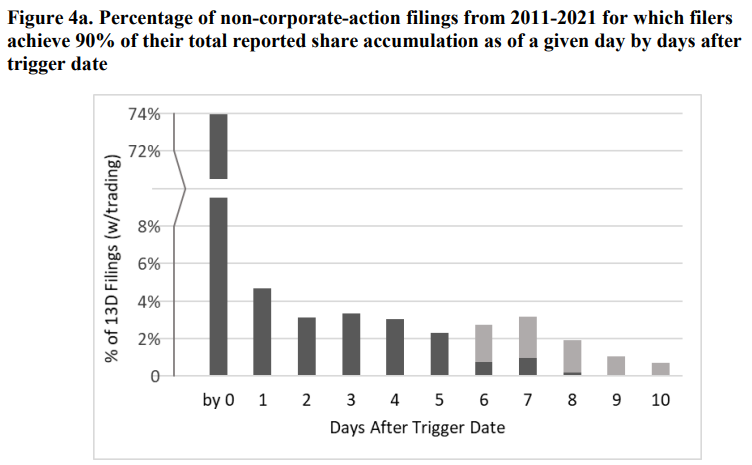 Figure 4a. Percentage of non-corporate-action filings from 2011-2021 for which filers
achieve 90% of their total reported share accumulation as of a given day by days after
trigger date
74%
72%
8%
6%
4%
2%
0
% of 13D Filings (w/trading)
by 0 1 2 3 4 5 6 7 8 9 10
Days After Trigger Date